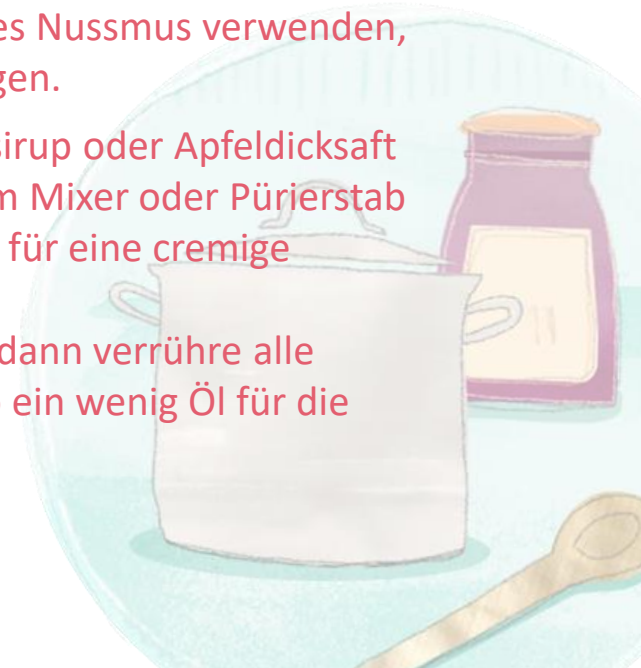 es Nussmus verwenden,
gen.
sirup oder Apfeldicksaft
m Mixer oder Pürierstab
für eine cremige
dann verrühre alle
ein wenig Öl für die